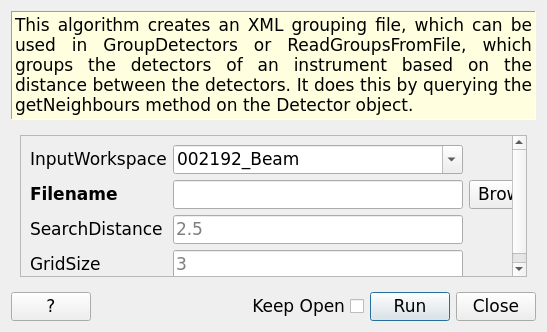 This algorithm creates an XML grouping file, which can be
used in GroupDetectors or ReadGroupsFromFile, which
groups the detectors of an instrument based on the
distance between the detectors. It does this by querying the
getNeighbours method on the Detector object.
InputWorkspace 002192_Beam
Filename Brow
SearchDistance 2.5
GridSize 3
? Keep Open Run Close